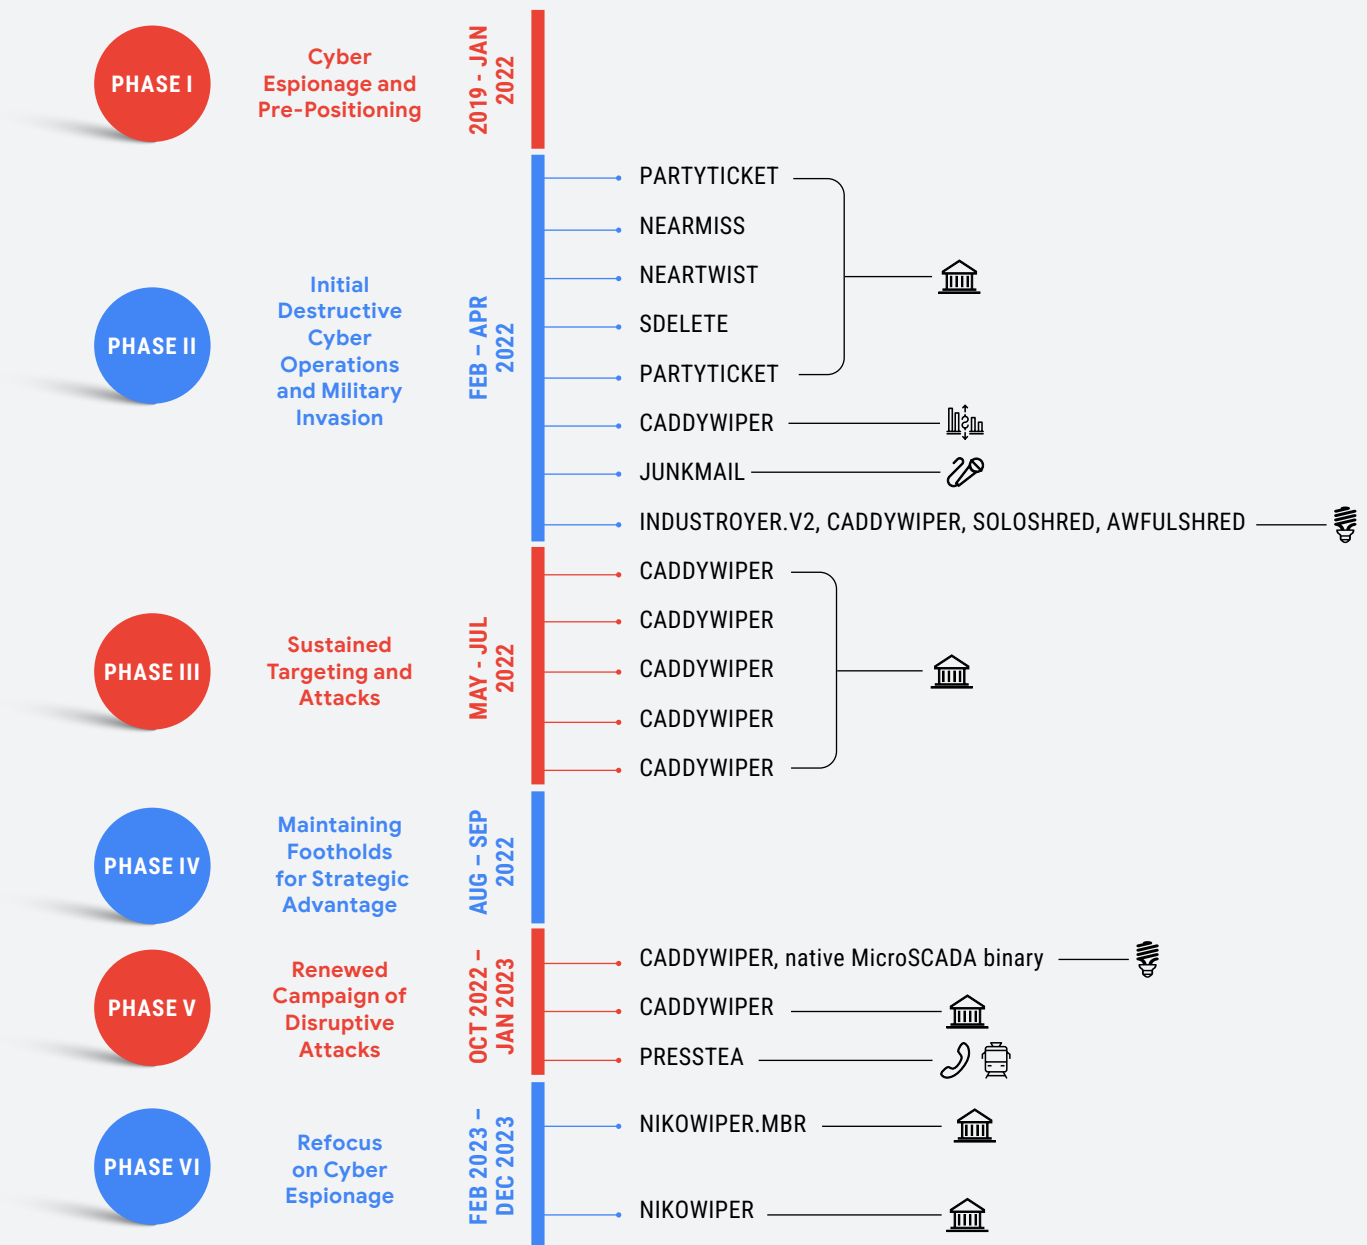 PHASE I
Cyber
Espionage and
Pre-Positioning
2019 - JAN
2022
PHASE II
Initial
Destructive
Cyber
Operations
and Military
Invasion
FEB – APR
2022
PARTYTICKET
NEARMISS
NEARTWIST
SDELETE
PARTYTICKET
CADDYWIPER
JUNKMAIL
INDUSTROYER.V2, CADDYWIPER, SOLOSHRED, AWFULSHRED
PHASE III
Sustained
Targeting and
Attacks
MAY - JUL
2022
CADDYWIPER
CADDYWIPER
CADDYWIPER
CADDYWIPER
CADDYWIPER
PHASE IV
Maintaining
Footholds
for Strategic
Advantage
AUG – SEP
2022
PHASE V
Renewed
Campaign of
Disruptive
Attacks
OCT 2022 –
JAN 2023
CADDYWIPER, native MicroSCADA binary
CADDYWIPER
PRESSTEA
PHASE VI
Refocus
on Cyber
Espionage
FEB 2023 –
DEC 2023
NIKOWIPER.MBR
NIKOWIPER